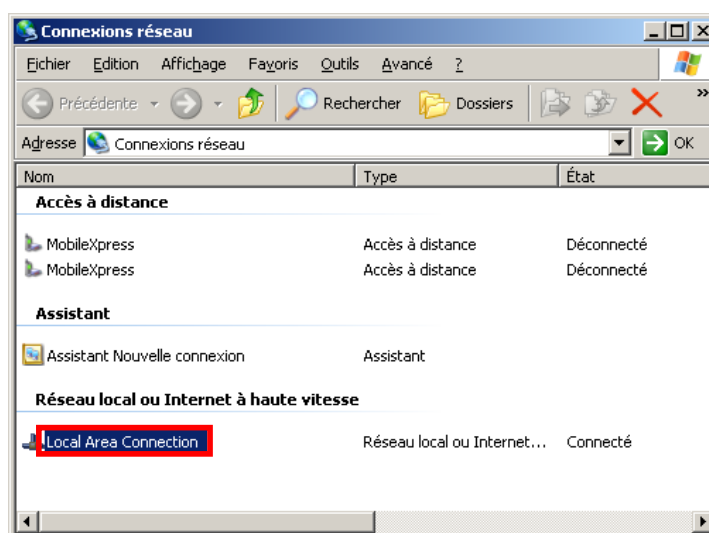 Connexions réseau
Fichier Edition Affichage Favoris Outils Avancé ?
Précédente Rechercher Dossiers »
Adresse Connexions réseau OK
Nom Type État
Accès à distance
MobileXpress Accès à distance Déconnecté
MobileXpress Accès à distance Déconnecté
Assistant
Assistant Nouvelle connexion Assistant
Réseau local ou Internet à haute vitesse
Local Area Connection Réseau local ou Internet... Connecté